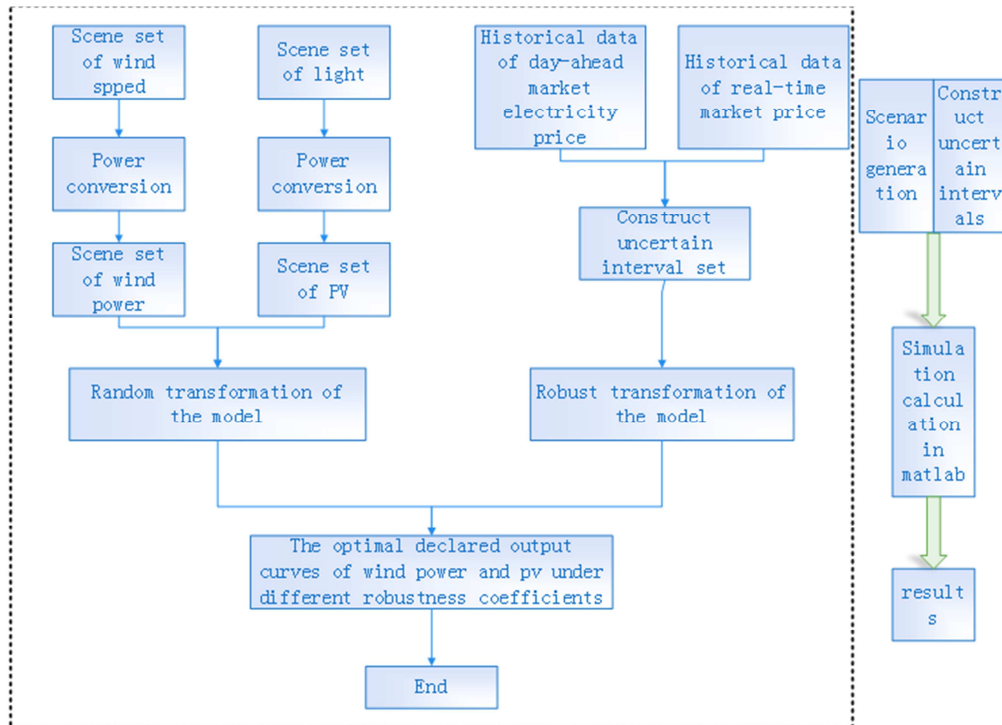 Scene set
of wind
spped
Scene set
of light
Historical data
of day-ahead
market
electricity
price
Historical data
of real-time
market price
Power
conversion
Power
conversion
Construct
uncertain
interval set
Scene set
of wind
power
Scene set
of PV
Random transformation of
the model
Robust transformation of
the model
The optimal declared output
curves of wind power and pv under
different robustness coefficients
End
Scenar
io
genera
tion
Constr
uct
uncert
ain
interv
als
Simula
tion
calcul
ation
in
matlab
result
s